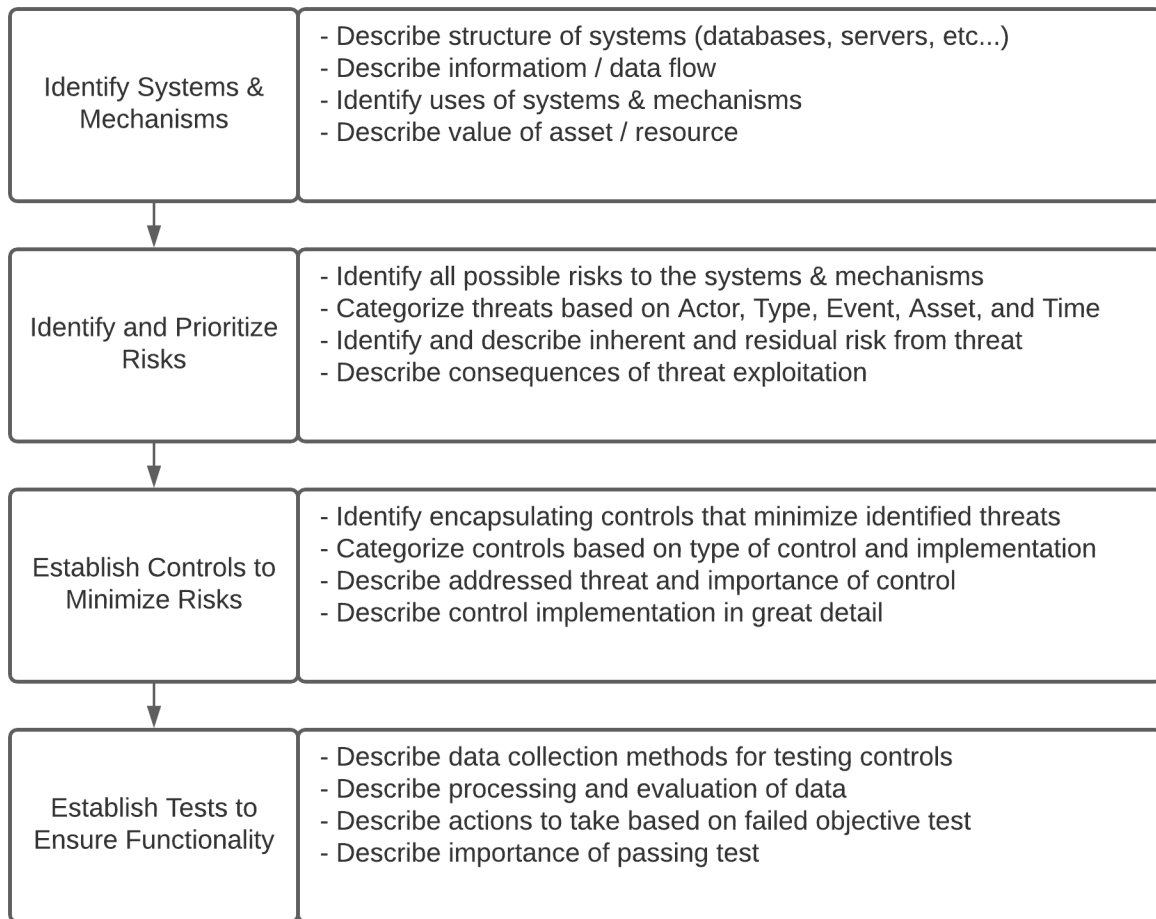 Identify Systems &
Mechanisms
- Describe structure of systems (databases, servers, etc...)
- Describe informatiom / data flow
- Identify uses of systems & mechanisms
- Describe value of asset / resource
Identify and Prioritize
Risks
- Identify all possible risks to the systems & mechanisms
- Categorize threats based on Actor, Type, Event, Asset, and Time
- Identify and describe inherent and residual risk from threat
- Describe consequences of threat exploitation
Establish Controls to
Minimize Risks
- Identify encapsulating controls that minimize identified threats
- Categorize controls based on type of control and implementation
- Describe addressed threat and importance of control
- Describe control implementation in great detail
Establish Tests to
Ensure Functionality
- Describe data collection methods for testing controls
- Describe processing and evaluation of data
- Describe actions to take based on failed objective test
- Describe importance of passing test